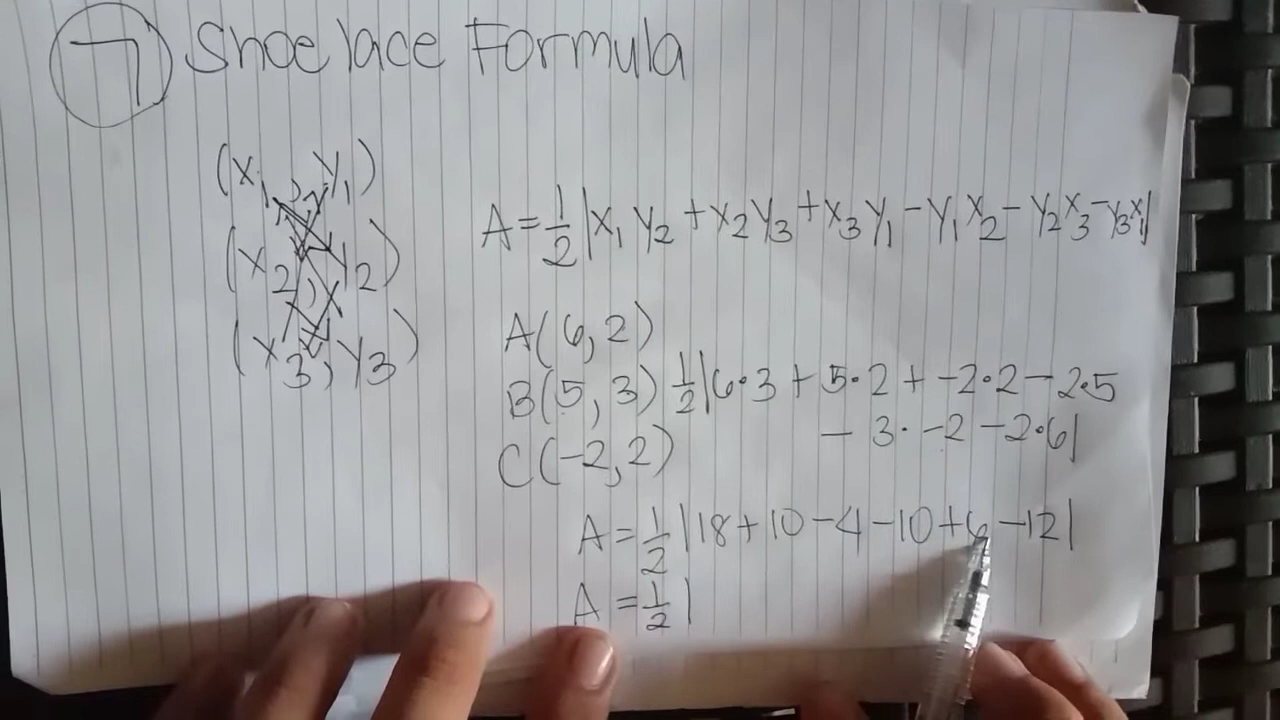 7 Shoelace Formula
(x₁, y₁)
(x₂, y₂)
(x₃, y₃)
A = 1/2 |x₁ y₂ + x₂ y₃ + x₃ y₁ - y₁ x₂ - y₂ x₃ - y₃ x₁|
A(6, 2)
B(5, 3) 1/2 |6·3 + 5·2 + -2·2 - 2·5
- 3· -2 - 2·6|
C(-2, 2)
A = 1/2 |18 + 10 - 4 - 10 + 6 - 12|
A = 1/2 |